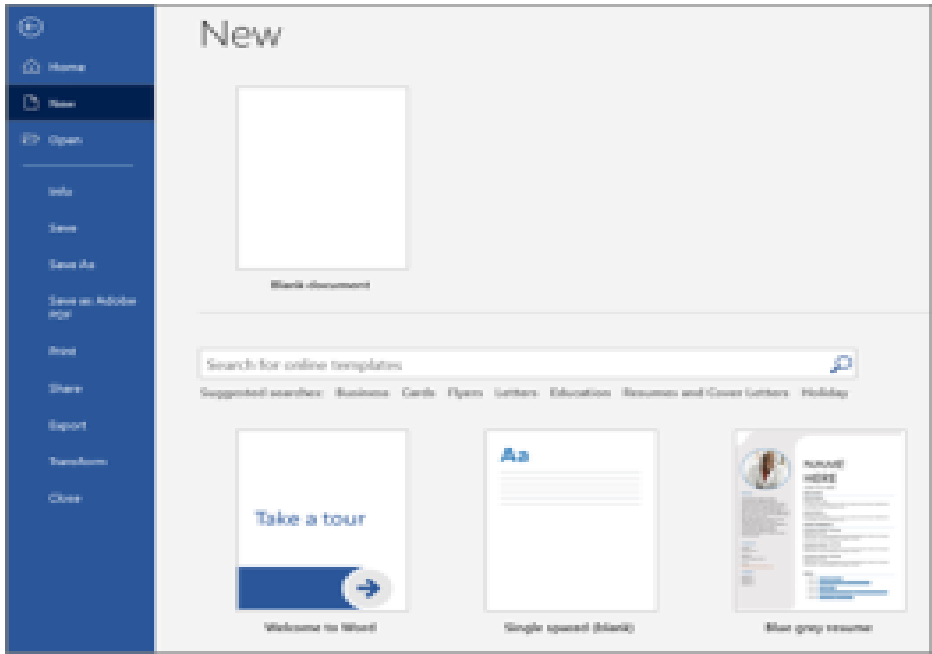 New
Home
New
Open
Info
Save
Save As
Save as Adobe
PDF
Print
Share
Export
Transform
Close
Blank document
Search for online templates
Suggested searches: Business Cards Flyers Letters Education Resumes and Cover Letters Holiday
Take a tour
Aa
NAME
HERE
Welcome to Word
Single spaced (blank)
Blue grey resume